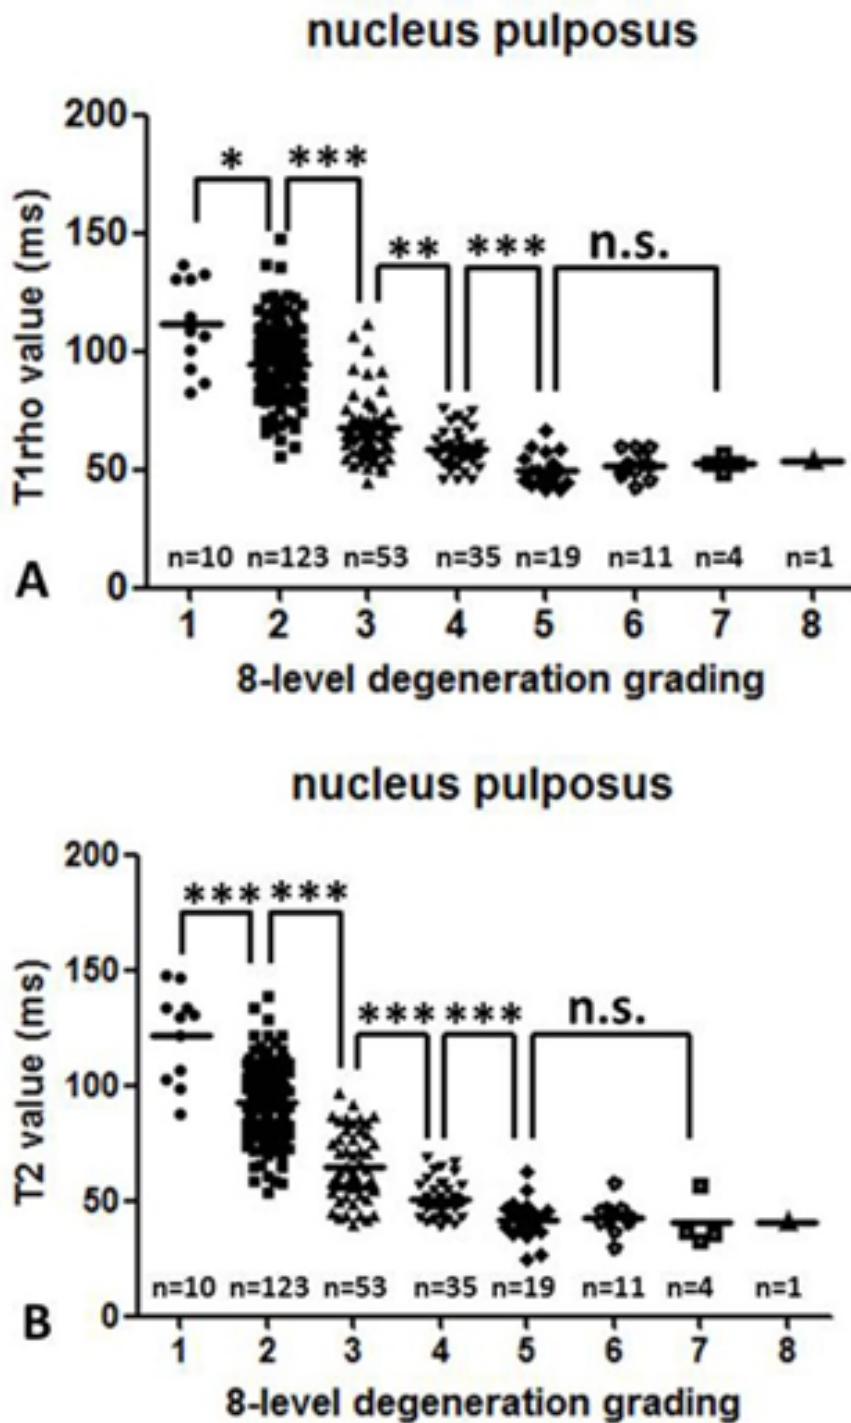 nucleus pulposus
200
* ***
150
** *** n.s.
100
50
0
T1rho value (ms)
n=10 n=123 n=53 n=35 n=19 n=11 n=4 n=1
A
1 2 3 4 5 6 7 8
8-level degeneration grading
nucleus pulposus
200
*** ***
150
*** *** n.s.
100
50
0
T2 value (ms)
n=10 n=123 n=53 n=35 n=19 n=11 n=4 n=1
B
1 2 3 4 5 6 7 8
8-level degeneration grading